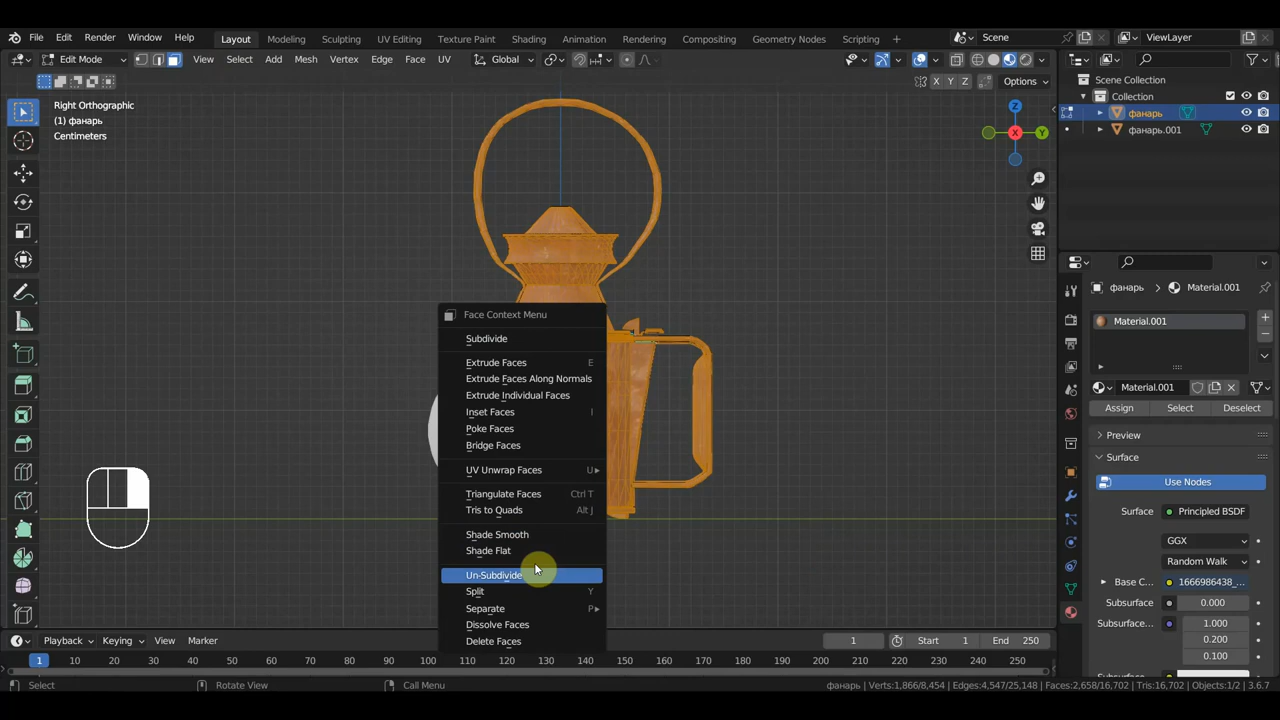 File Edit Render Window Help Layout Modeling Sculpting UV Editing Texture Paint Shading Animation Rendering Compositing Geometry Nodes Scripting + Scene ViewLayer
Edit Mode View Select Add Mesh Vertex Edge Face UV Global
X Y Z Options
Right Orthographic
(1) фанарь
Centimeters
Scene Collection
Collection
фанарь
фанарь.001
Z
X
Y
Face Context Menu
Subdivide
Extrude Faces E
Extrude Faces Along Normals
Extrude Individual Faces
Inset Faces I
Poke Faces
Bridge Faces
UV Unwrap Faces U
Triangulate Faces Ctrl T
Tris to Quads Alt J
Shade Smooth
Shade Flat
Un-Subdivide
Split Y
Separate P
Dissolve Faces
Delete Faces
фанарь Material.001
Material.001
Material.001
Assign Select Deselect
Preview
Surface
Use Nodes
Surface Principled BSDF
GGX
Random Walk
Base C... 1666986438_...
Subsurface 0.000
Subsurface... 1.000
0.200
0.100
Subsurf...
Playback Keying View Marker 1 Start 1 End 250
1 10 20 30 40 50 60 70 80 90 100 110 120 130 140 150 160 170 180 190 200 210 220 230 240 250
Select Rotate View Call Menu фанарь | Verts:1,866/8,454 | Edges:4,547/25,148 | Faces:2,658/16,702 | Tris:16,702 | Objects:1/2 | 3.6.7